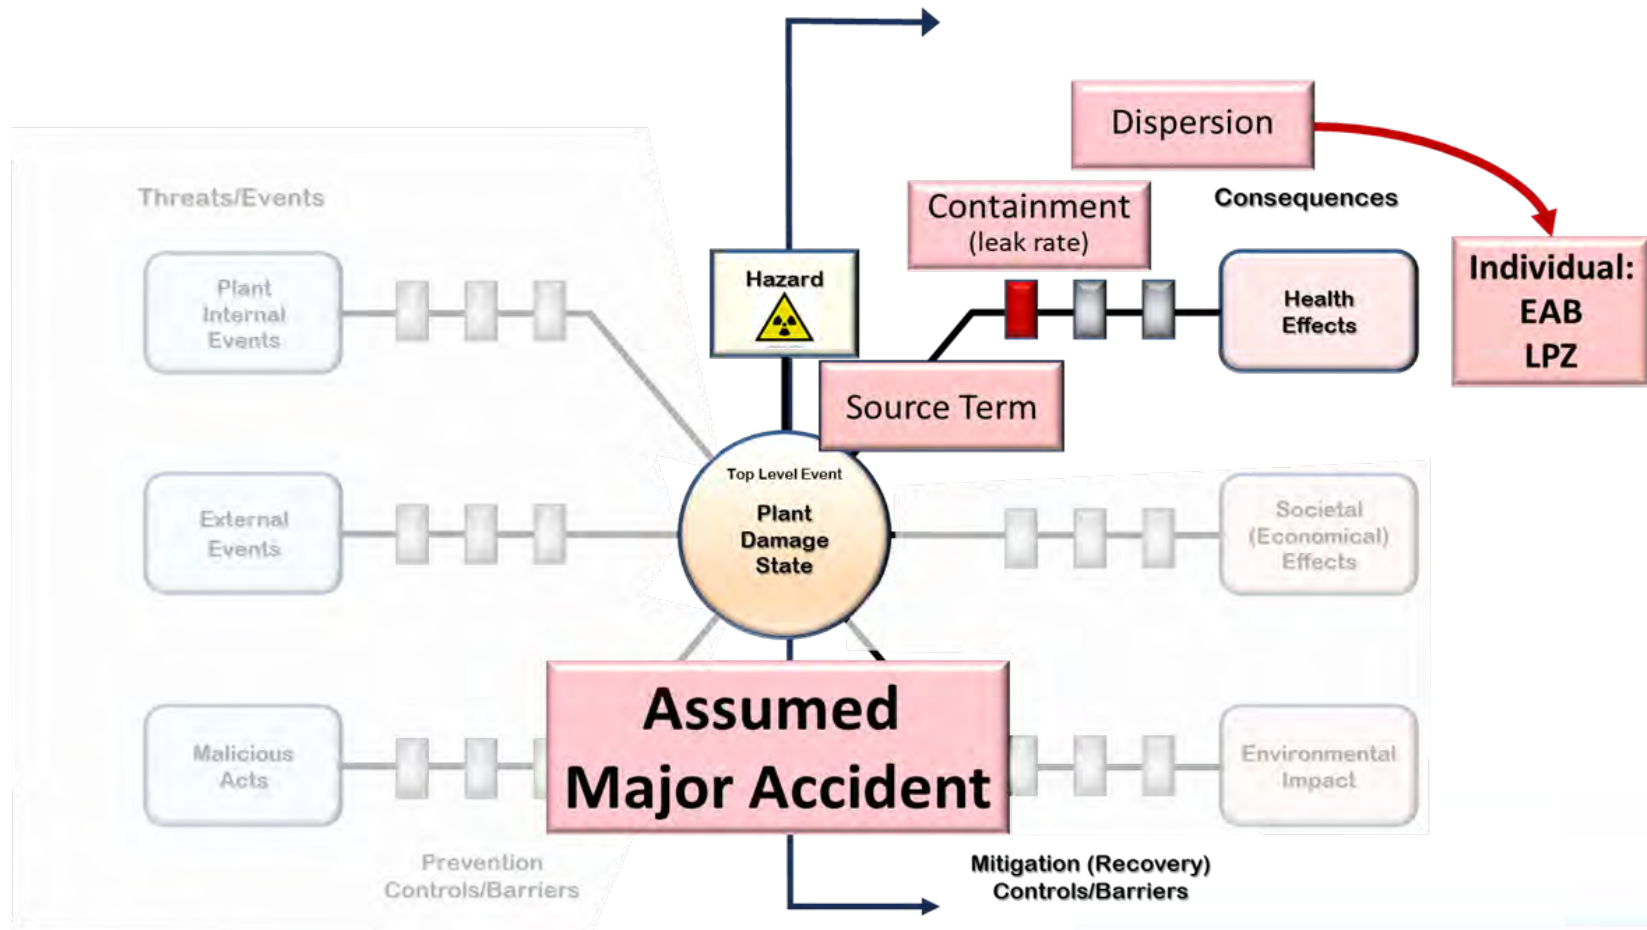 Dispersion
Threats/Events
Containment
(leak rate)
Consequences
Plant
Internal
Events
Hazard
Health
Effects
Individual:
EAB
LPZ
Source Term
External
Events
Top Level Event
Plant
Damage
State
Societal
(Economical)
Effects
Malicious
Acts
Assumed
Major Accident
Environmental
Impact
Prevention
Controls/Barriers
Mitigation (Recovery)
Controls/Barriers